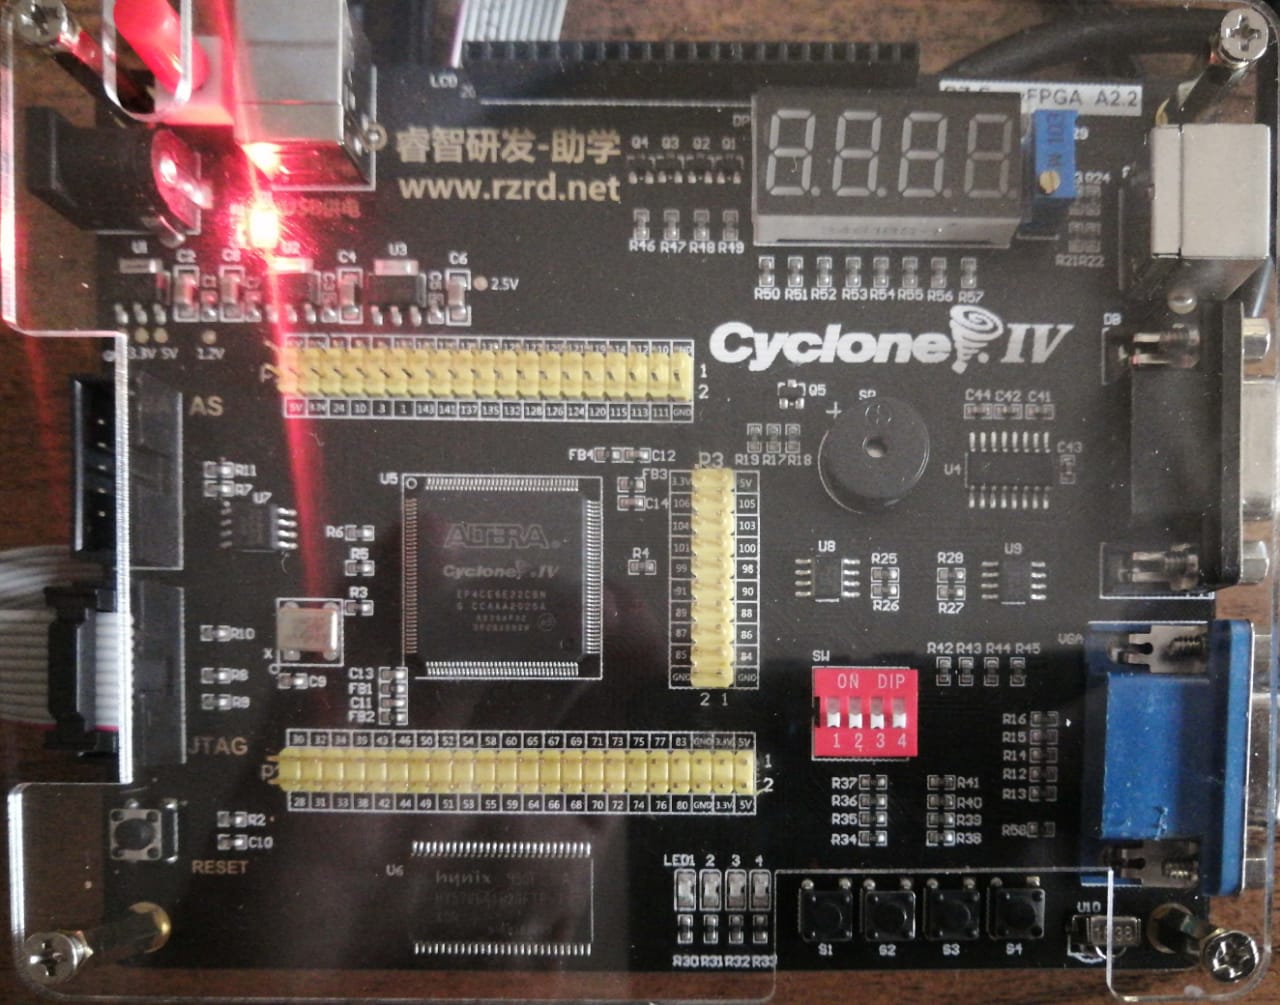 LCD
FPGA A2.2
睿智研发-助学
www.rzrd.net
Q4 Q3 Q2 Q1
103
R24
R46 R47 R48 R49
R21R22
R50 R51 R52 R53 R54 R55 R56 R57
U1 C2 C8 U2 C4 U3 C6
2.5V
3.3V 5V 1.2V
Cyclone IV
1
2
AS
5V 3.3V 24 10 3 1 143 141 137 135 132 128 126 124 120 115 113 111 GND
Q5
SP
+
C44 C42 C41
C43
U4
R19 R17 R18
FB4 C12
FB3
C14
P3
3.3V 5V
106 105
104 103
101 100
99 98
91 90
89 88
87 86
85 84
GND GND
2 1
R11
R7
U7
U5
R6
R5
R4
R3
ALTERA
Cyclone IV
EP4CE6E22C8N
U8 R25
R26
R28 U9
R27
R10
R8
R9
X
C9
C13
FB1
C11
FB2
SW
ON DIP
1 2 3 4
R42 R43 R44 R45
VGA
R16
R15
R14
R12
R13
R58
JTAG
30 32 34 39 43 46 50 52 54 58 60 65 67 69 71 73 75 77 83 GND 3.3V 5V
1
2
28 31 33 38 42 44 49 51 53 55 59 64 66 68 70 72 74 76 80 GND 3.3V 5V
R37 R41
R36 R40
R35 R39
R34 R38
R2
C10
RESET
U6
hynix
LED1 2 3 4
R30 R31 R32 R33
S1 S2 S3 S4
U10